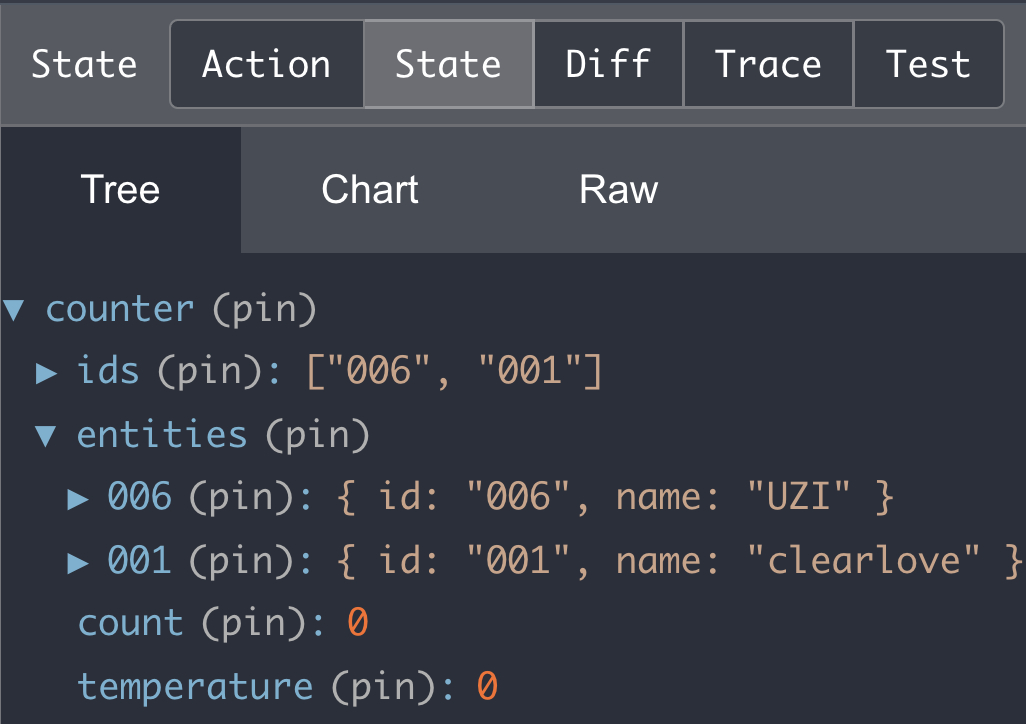 State Action State Diff Trace Test
Tree Chart Raw
▼ counter (pin)
▶ ids (pin): ["006", "001"]
▼ entities (pin)
▶ 006 (pin): { id: "006", name: "UZI" }
▶ 001 (pin): { id: "001", name: "clearlove" }
count (pin): 0
temperature (pin): 0